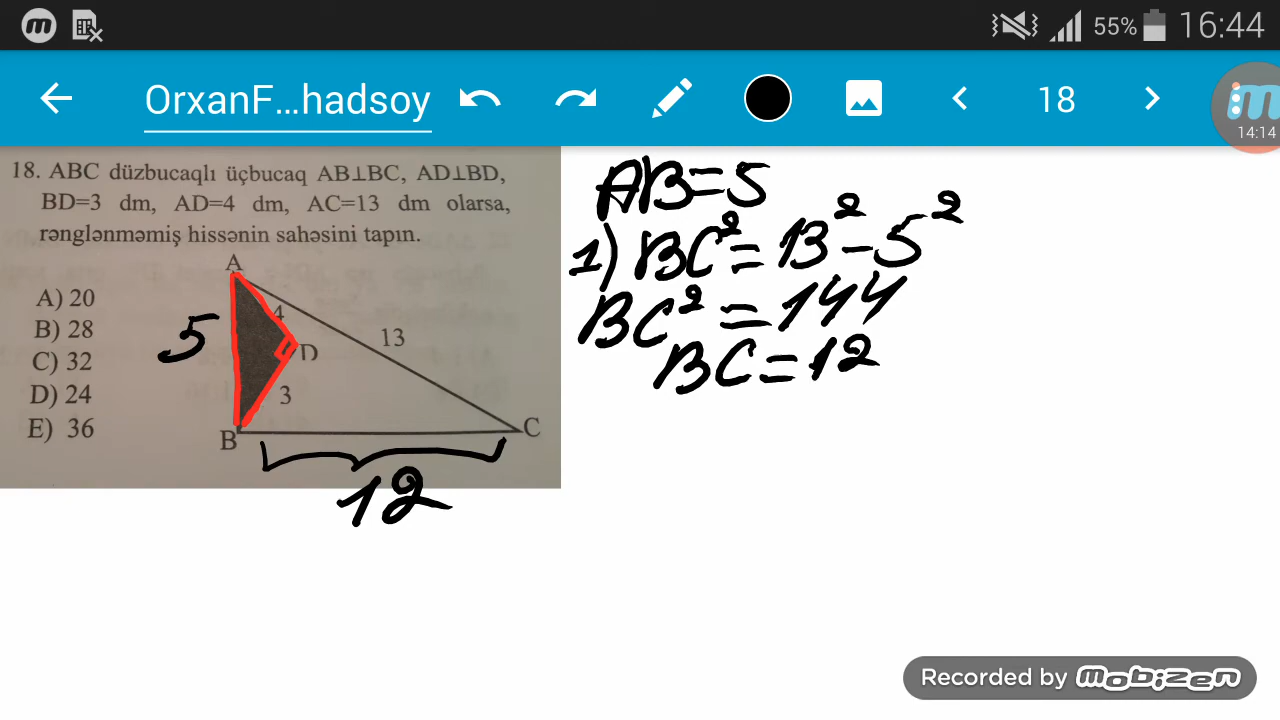 55% 16:44
OrxanF...hadsoy 18
14:14
18. ABC düzbucaqlı üçbucaq AB⊥BC, AD⊥BD,
BD=3 dm, AD=4 dm, AC=13 dm olarsa,
rənglənməmiş hissənin sahəsini tapın.
A) 20
B) 28
C) 32
D) 24
E) 36
A
4
D
13
3
B
C
5
12
AB=5
1) BC²=13²-5²
BC²=144
BC=12
Recorded by mobizen